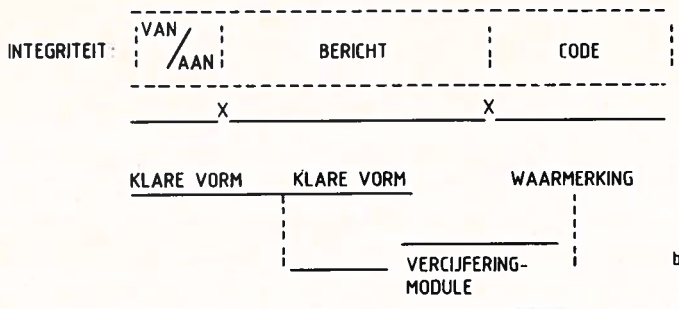 INTEGRITEIT:
VAN/AAN
BERICHT
CODE
X X
KLARE VORM KLARE VORM WAARMERKING
VERCIJFERING-
MODULE
b